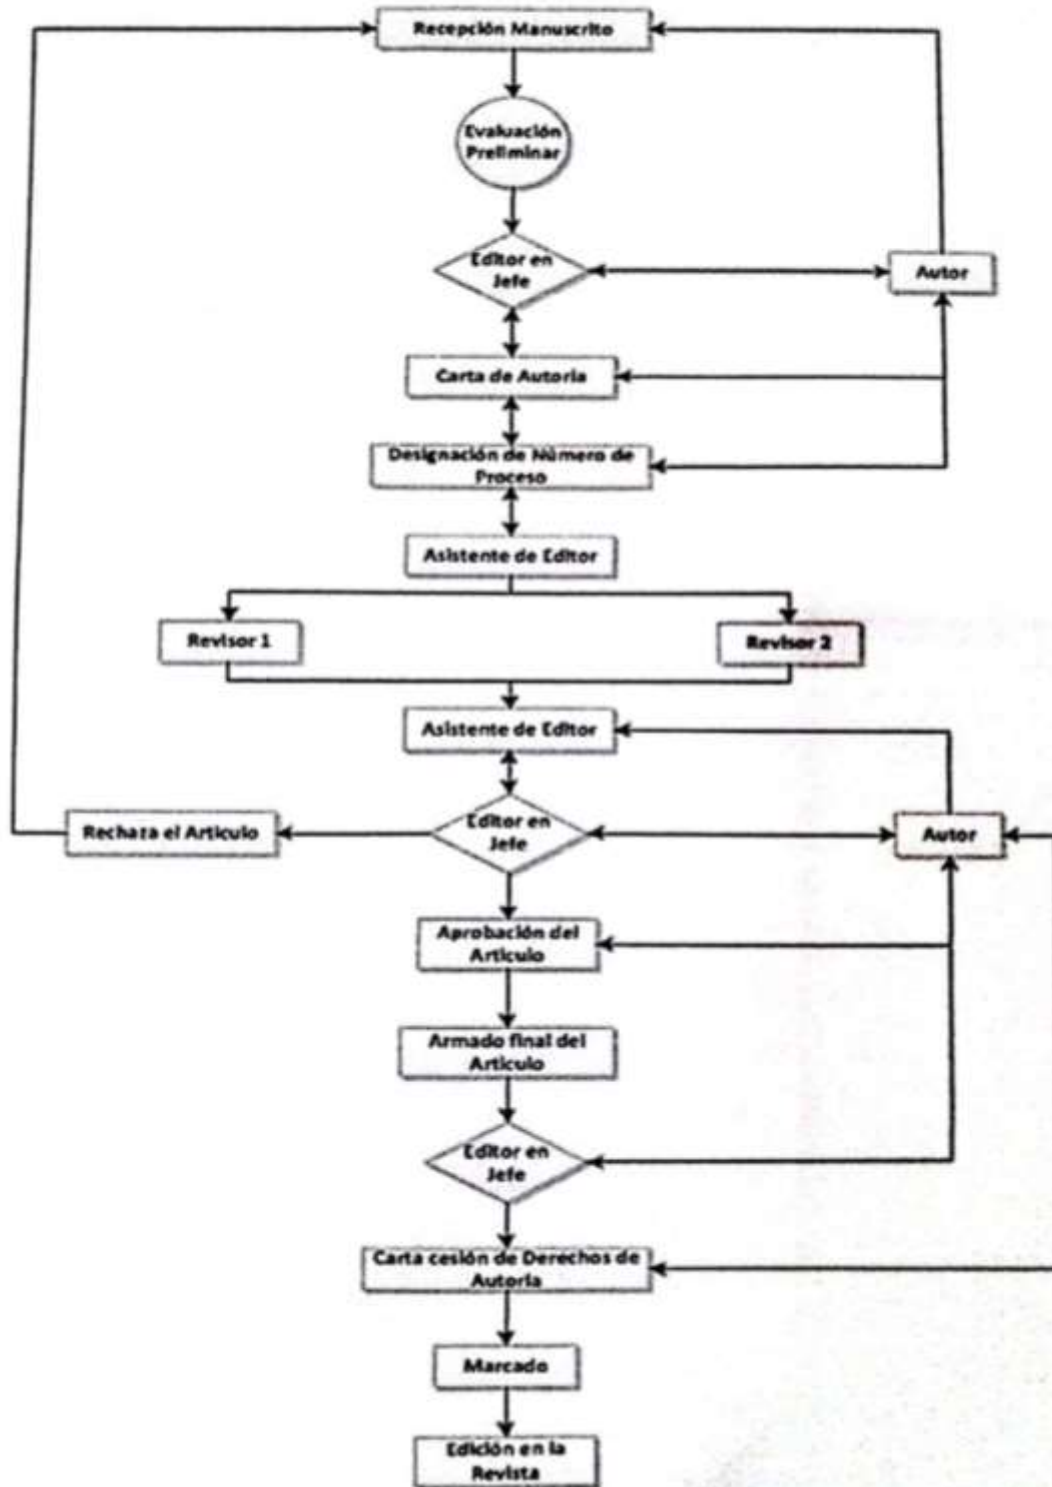 Recepción Manuscrito
Evaluación
Preliminar
Editor en
Jefe
Autor
Carta de Autoría
Designación de Número de
Proceso
Asistente de Editor
Revisor 1
Revisor 2
Asistente de Editor
Rechaza el Artículo
Editor en
Jefe
Autor
Aprobación del
Artículo
Armado final del
Artículo
Editor en
Jefe
Carta cesión de Derechos de
Autoría
Marcado
Edición en la
Revista